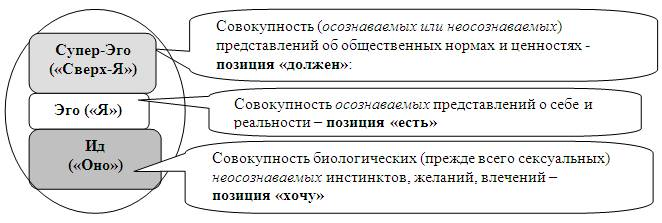 Супер-Эго
(«Сверх-Я»)
Совокупность (осознаваемых или неосознаваемых)
представлений об общественных нормах и ценностях -
позиция «должен»:
Эго («Я»)
Совокупность осознаваемых представлений о себе и
реальности – позиция «есть»
Ид
(«Оно»)
Совокупность биологических (прежде всего сексуальных)
неосознаваемых инстинктов, желаний, влечений –
позиция «хочу»